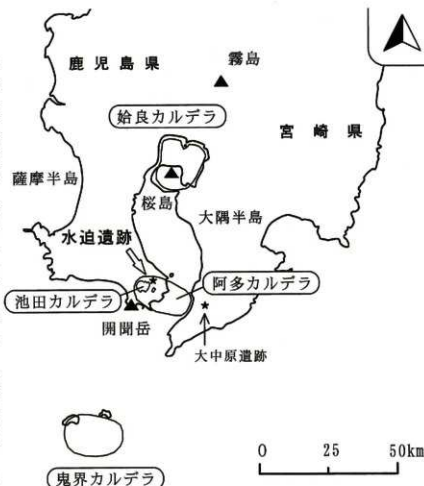 霧島
鹿児島県
姶良カルデラ
宮崎県
薩摩半島
桜島
大隅半島
水迫遺跡
阿多カルデラ
池田カルデラ
開聞岳
大中原遺跡
鬼界カルデラ
0 25 50km